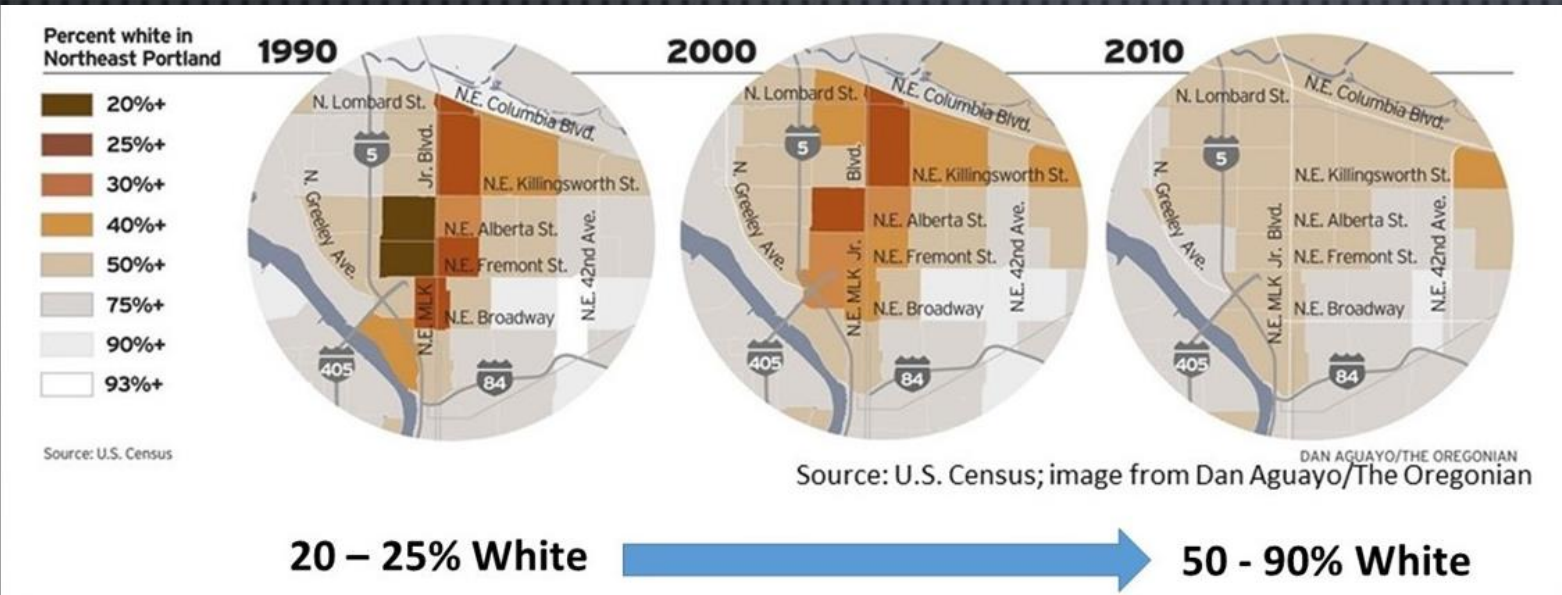 Percent white in
Northeast Portland
20%+
25%+
30%+
40%+
50%+
75%+
90%+
93%+
Source: U.S. Census
1990
N. Lombard St.
N.E. Columbia Blvd.
5
Jr. Blvd.
N.E. Killingsworth St.
N. Greeley Ave.
N.E. Alberta St.
N.E. Fremont St.
N.E. 42nd Ave.
N.E. MLK
N.E. Broadway
405
84
2000
N. Lombard St.
N.E. Columbia Blvd.
5
Blvd.
N.E. Killingsworth St.
N. Greeley Ave.
N.E. Alberta St.
N.E. Fremont St.
N.E. 42nd Ave.
N.E. MLK Jr.
N.E. Broadway
405
84
2010
N. Lombard St.
N.E. Columbia Blvd.
5
N.E. Killingsworth St.
N. Greeley Ave.
N.E. Alberta St.
N.E. Fremont St.
N.E. 42nd Ave.
N.E. MLK Jr. Blvd.
N.E. Broadway
405
84
DAN AGUAYO/THE OREGONIAN
Source: U.S. Census; image from Dan Aguayo/The Oregonian
20 – 25% White
50 - 90% White